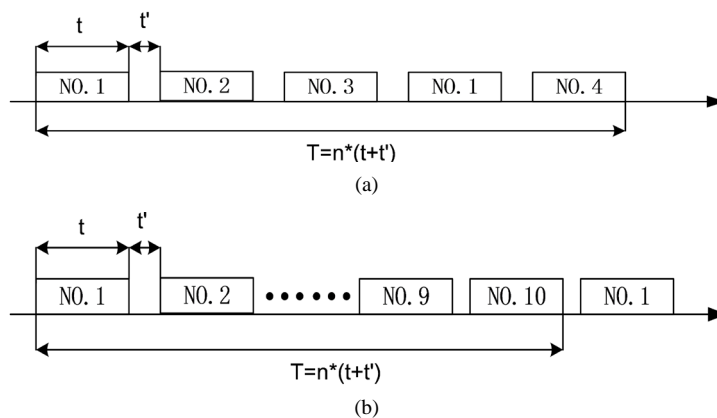 t t'
NO.1 NO.2 NO.3 NO.1 NO.4
T=n*(t+t')
(a)
t t'
NO.1 NO.2 ...... NO.9 NO.10 NO.1
T=n*(t+t')
(b)